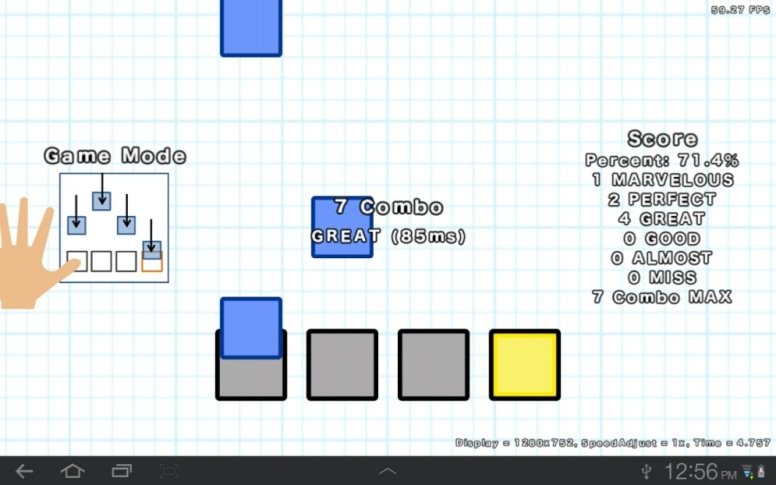 59.27 FPS
Game Mode
7 Combo
GREAT (85ms)
Score
Percent: 71.4%
1 MARVELOUS
2 PERFECT
4 GREAT
0 GOOD
0 ALMOST
0 MISS
7 Combo MAX
Display = 1280x752, SpeedAdjust = 1x, Time = 4.757
12:56 PM